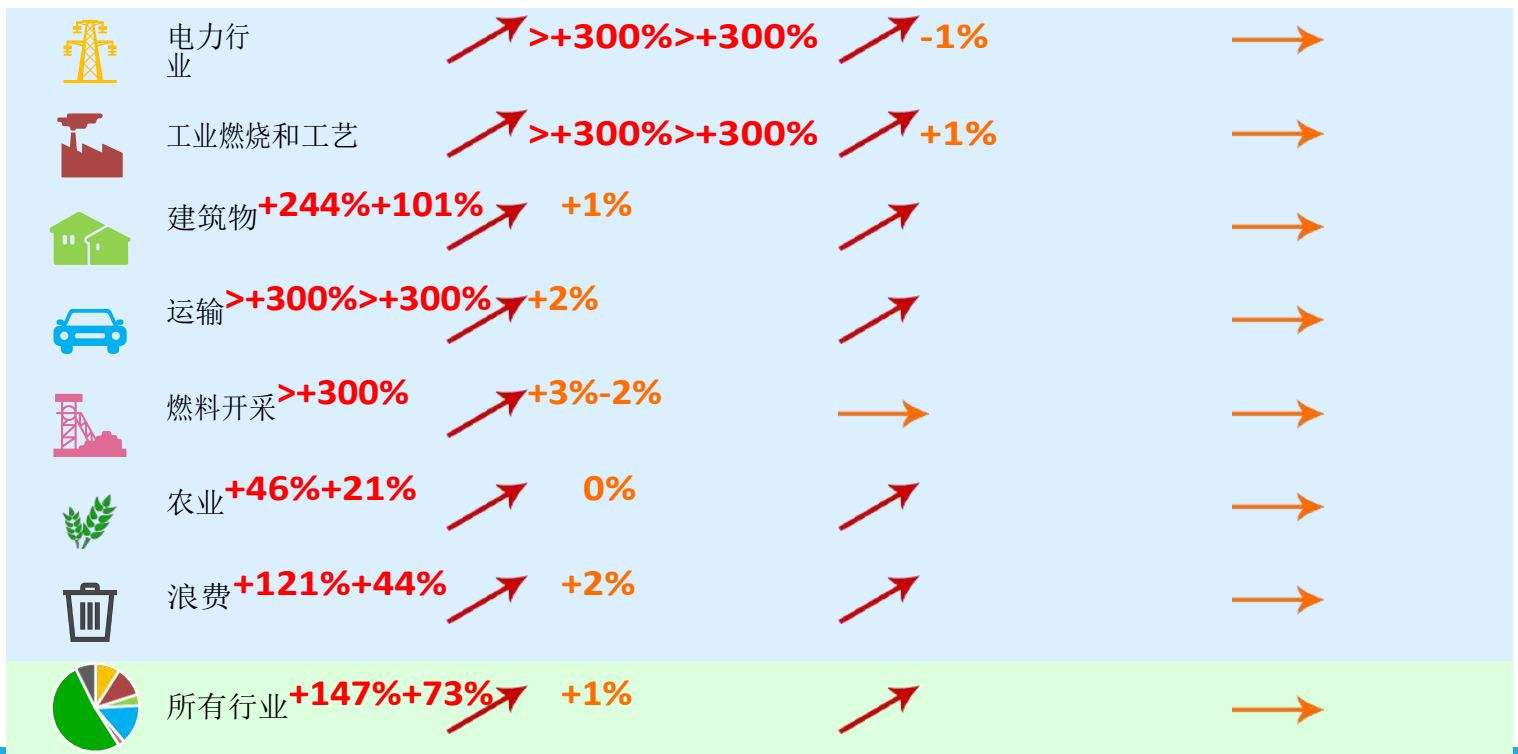 电力行
业
>+300%>+300% -1%
工业燃烧和工艺 >+300%>+300% +1%
建筑物+244%+101% +1%
运输>+300%>+300% +2%
燃料开采>+300% +3%-2%
农业+46%+21% 0%
浪费+121%+44% +2%
所有行业+147%+73% +1%